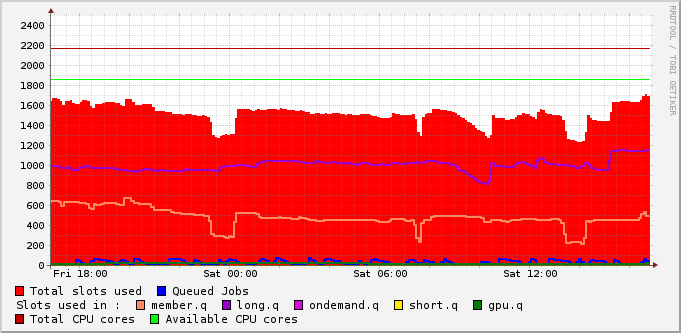 2400
2200
2000
1800
1600
1400
1200
1000
800
600
400
200
0
Fri 18:00 Sat 00:00 Sat 06:00 Sat 12:00
RRDTOOL / TOBI OETIKER
Total slots used Queued Jobs
Slots used in : member.q long.q ondemand.q short.q gpu.q
Total CPU cores Available CPU cores